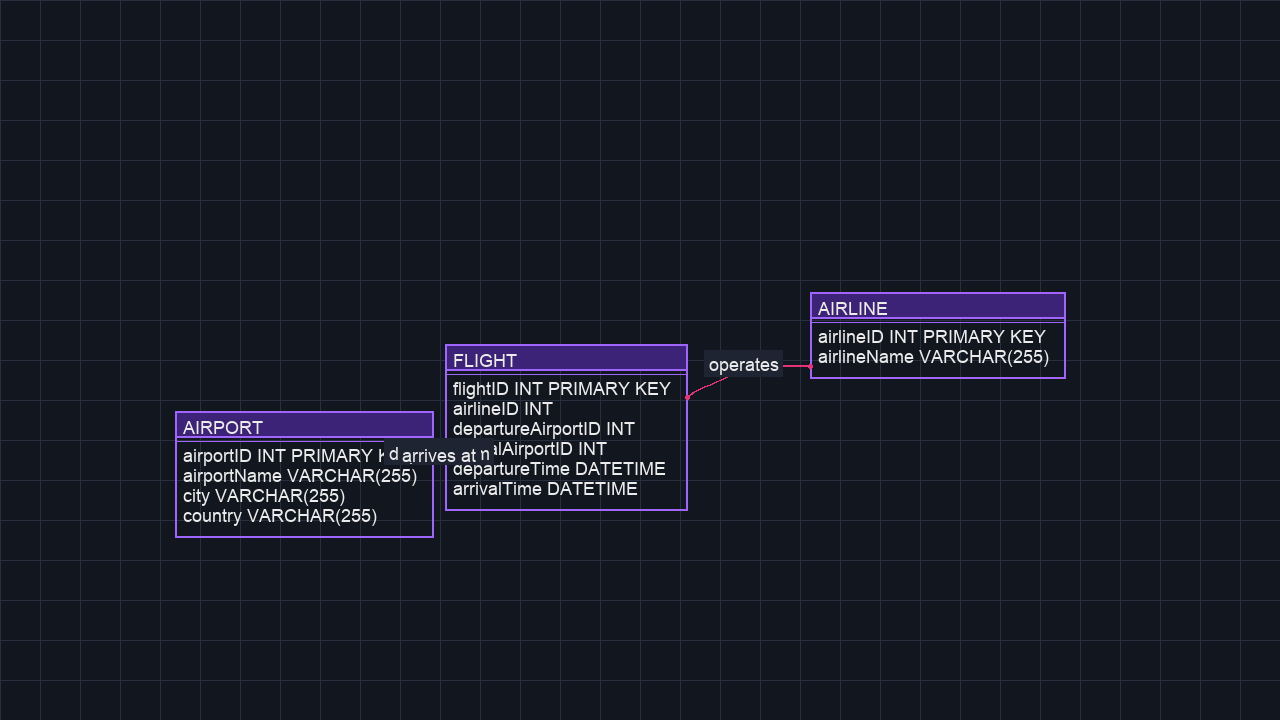 AIRLINE
airlineID INT PRIMARY KEY
airlineName VARCHAR(255)
operates
FLIGHT
flightID INT PRIMARY KEY
airlineID INT
departureAirportID INT
alAirportID INT
departureTime DATETIME
arrivalTime DATETIME
AIRPORT
airportID INT PRIMARY
airportName VARCHAR(255)
city VARCHAR(255)
country VARCHAR(255)
arrives at